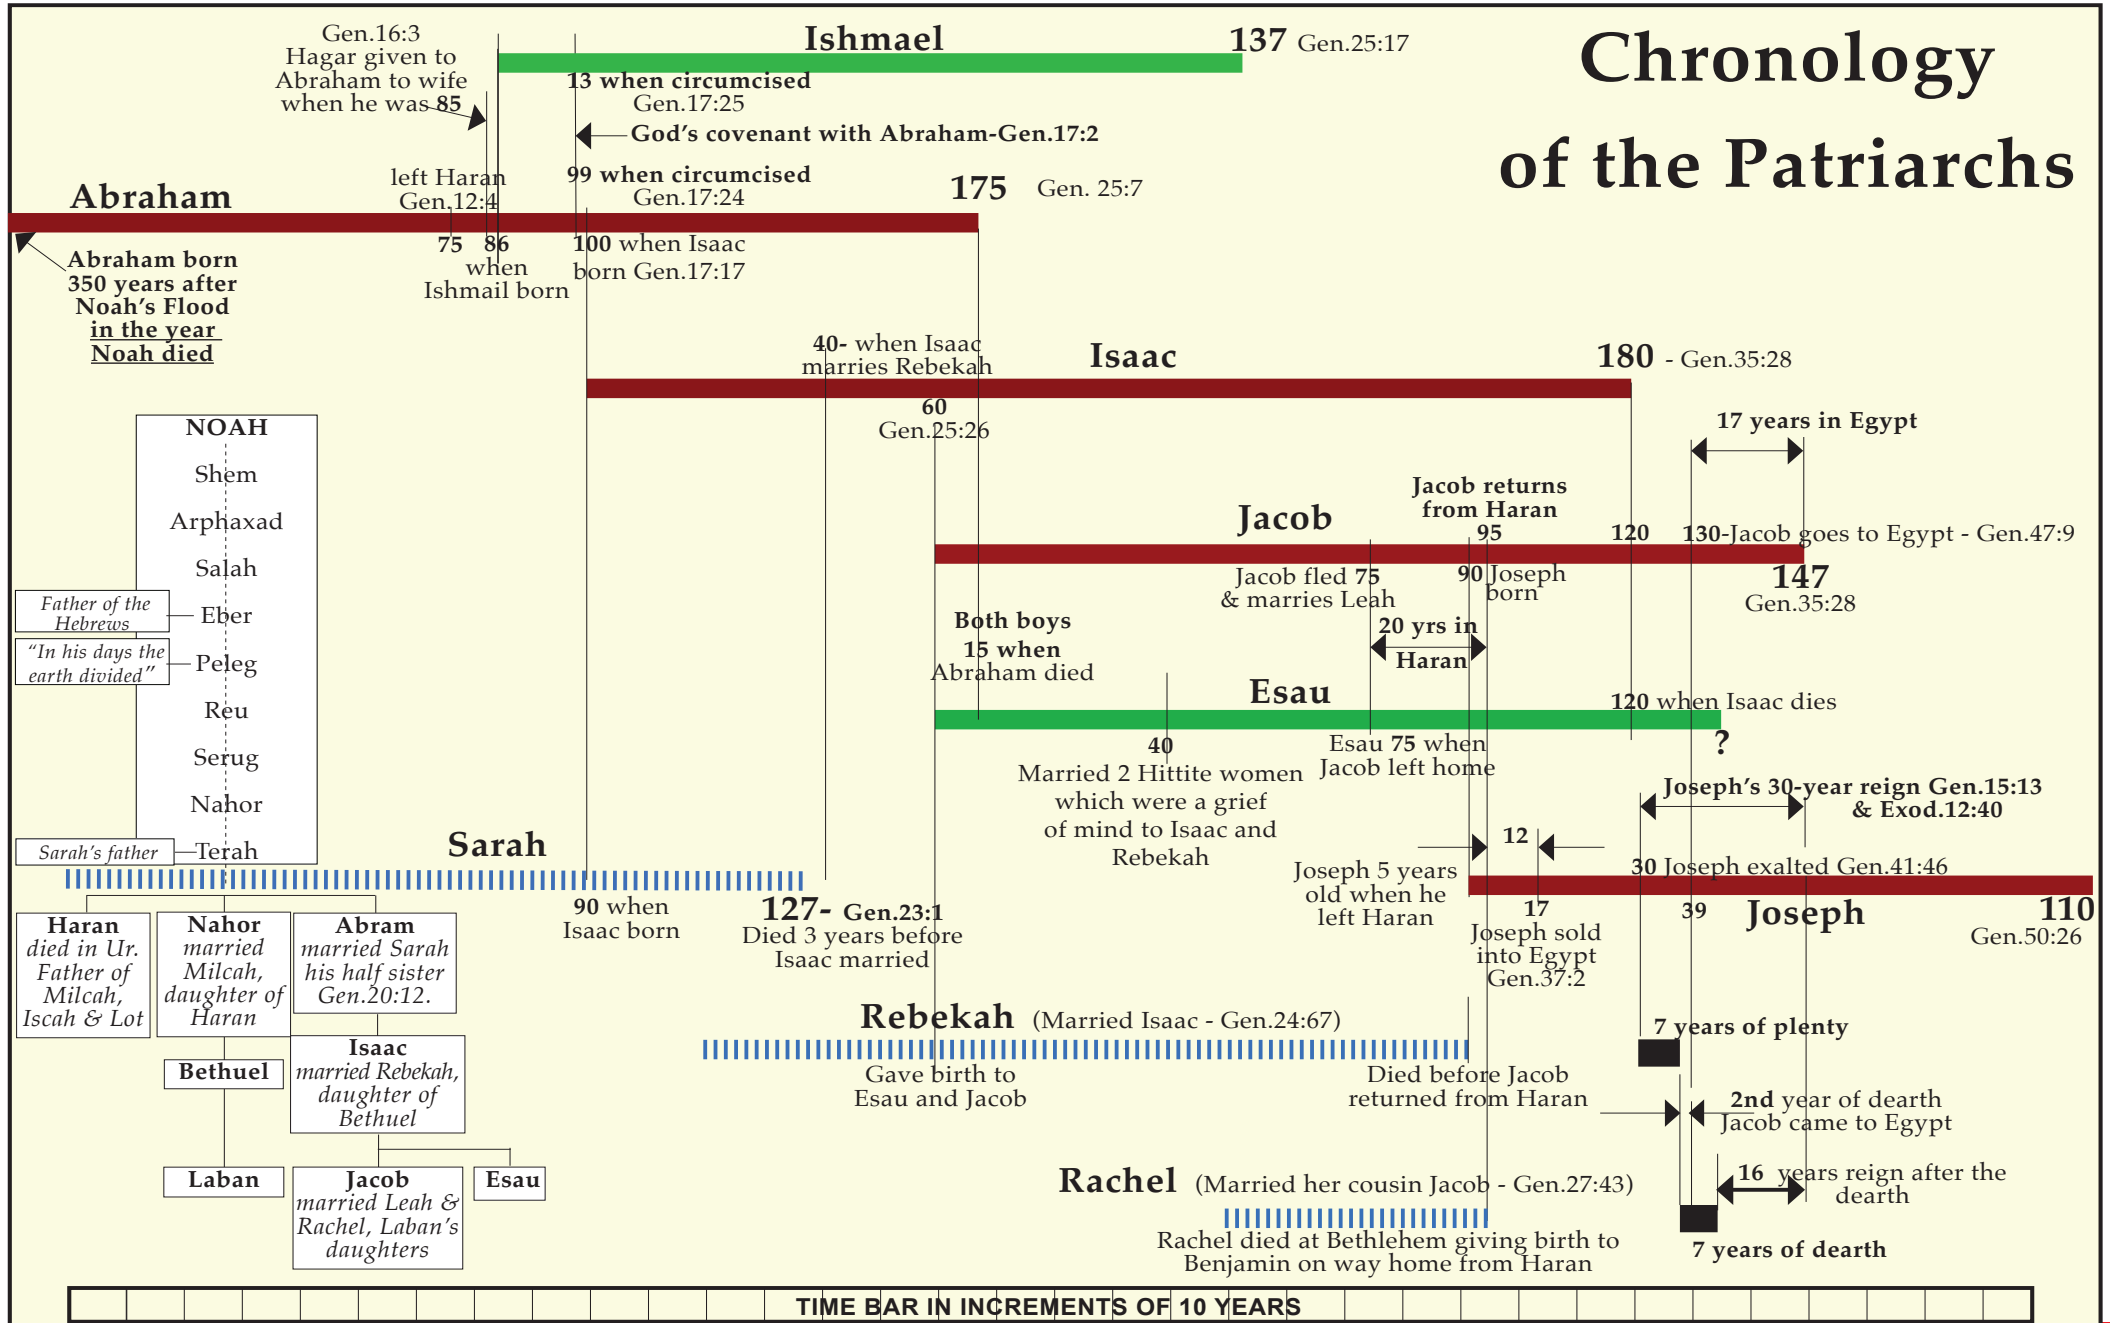 Chronology
of the Patriarchs
Gen.16:3
Hagar given to
Abraham to wife
when he was 85
Ishmael
137 Gen.25:17
13 when circumcised
Gen.17:25
God's covenant with Abraham-Gen.17:2
left Haran
Gen.12:4
99 when circumcised
Gen.17:24
175 Gen. 25:7
Abraham
75
86
when
Ishmail born
100 when Isaac
born Gen.17:17
Abraham born
350 years after
Noah's Flood
in the year
Noah died
40- when Isaac
marries Rebekah
Isaac
180 - Gen.35:28
60
Gen.25:26
17 years in Egypt
Jacob returns
from Haran
95
Jacob
120
130-Jacob goes to Egypt - Gen.47:9
Jacob fled 75
& marries Leah
90 Joseph
born
147
Gen.35:28
20 yrs in
Haran
Both boys
15 when
Abraham died
Esau
120 when Isaac dies
?
40
Married 2 Hittite women
which were a grief
of mind to Isaac and
Rebekah
Esau 75 when
Jacob left home
Joseph's 30-year reign Gen.15:13
& Exod.12:40
12
Joseph 5 years
old when he
left Haran
30 Joseph exalted Gen.41:46
17
Joseph sold
into Egypt
Gen.37:2
39
Joseph
110
Gen.50:26
NOAH
Shem
Arphaxad
Salah
Father of the
Hebrews
Eber
"In his days the
earth divided"
Peleg
Reu
Serug
Nahor
Sarah's father
Terah
Sarah
90 when
Isaac born
127- Gen.23:1
Died 3 years before
Isaac married
Haran
died in Ur.
Father of
Milcah,
Iscah & Lot
Nahor
married
Milcah,
daughter of
Haran
Abram
married Sarah
his half sister
Gen.20:12.
Bethuel
Isaac
married Rebekah,
daughter of
Bethuel
Laban
Jacob
married Leah &
Rachel, Laban's
daughters
Esau
Rebekah (Married Isaac - Gen.24:67)
Gave birth to
Esau and Jacob
Died before Jacob
returned from Haran
7 years of plenty
2nd year of dearth
Jacob came to Egypt
Rachel (Married her cousin Jacob - Gen.27:43)
Rachel died at Bethlehem giving birth to
Benjamin on way home from Haran
16 years reign after the
dearth
7 years of dearth
TIME BAR IN INCREMENTS OF 10 YEARS